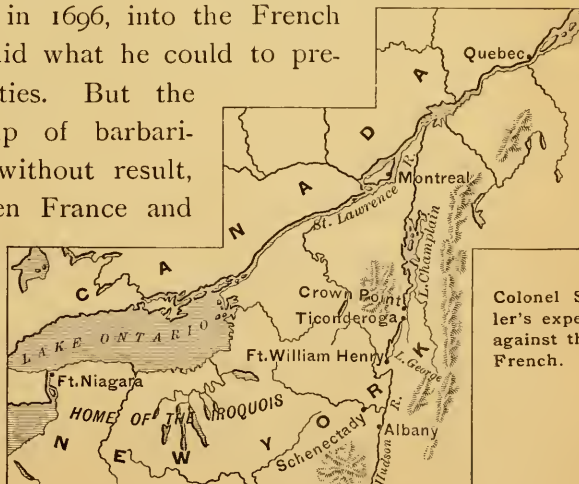 in 1696, into the French
id what he could to pre-
ties. But the
p of barbari-
without result,
en France and
Quebec
CANADA
Montreal
R.
St. Lawrence
L. Champlain
Crown Point
Ticonderoga
LAKE ONTARIO
Ft. William Henry
L. George
Ft. Niagara
HOME OF THE IROQUOIS
NEW YORK
Schenectady
Albany
Hudson R.
Colonel S
ler's expe
against th
French.